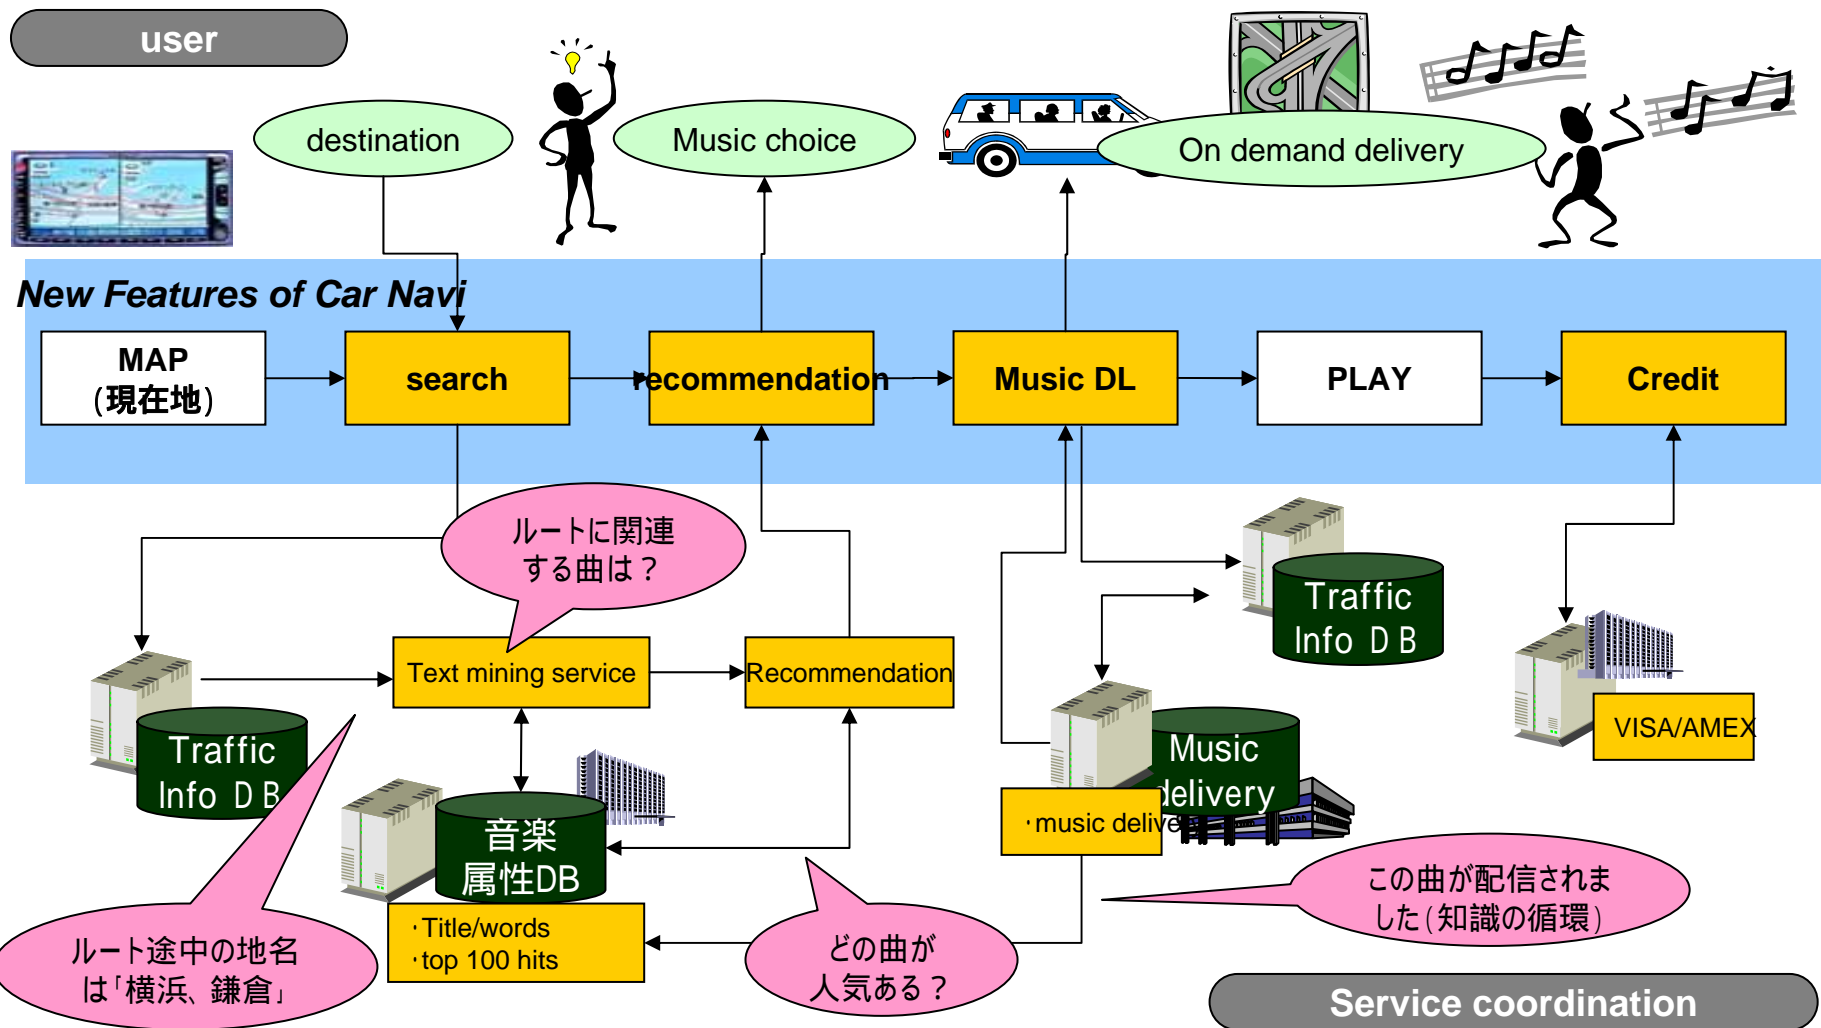 user
destination
Music choice
On demand delivery
New Features of Car Navi
MAP
(現在地)
search
recommendation
Music DL
PLAY
Credit
ルートに関連
する曲は？
Text mining service
Recommendation
Traffic
Info D B
Traffic
Info D B
VISA/AMEX
Music
delivery
・music delivery
音楽
属性DB
・Title/words
・top 100 hits
ルート途中の地名
は「横浜、鎌倉」
どの曲が
人気ある？
この曲が配信されま
した(知識の循環)
Service coordination